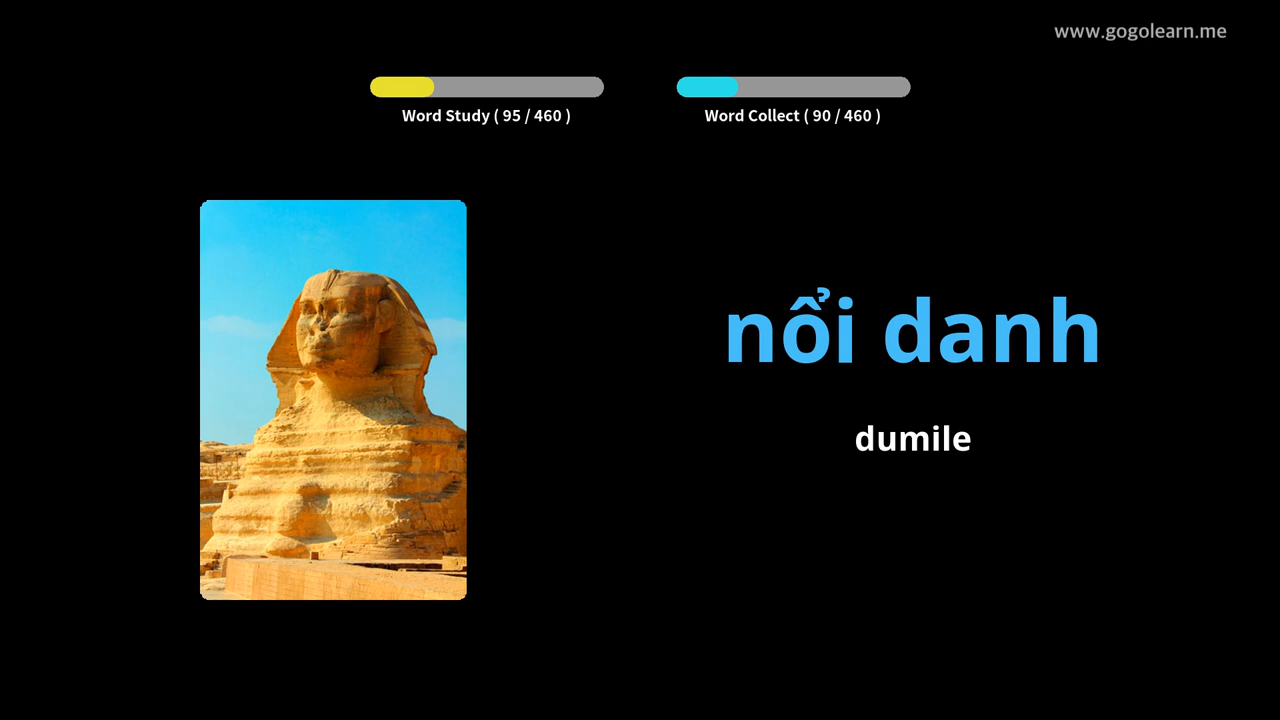 www.gogolearn.me
Word Study ( 95 / 460 )
Word Collect ( 90 / 460 )
nổi danh
dumile